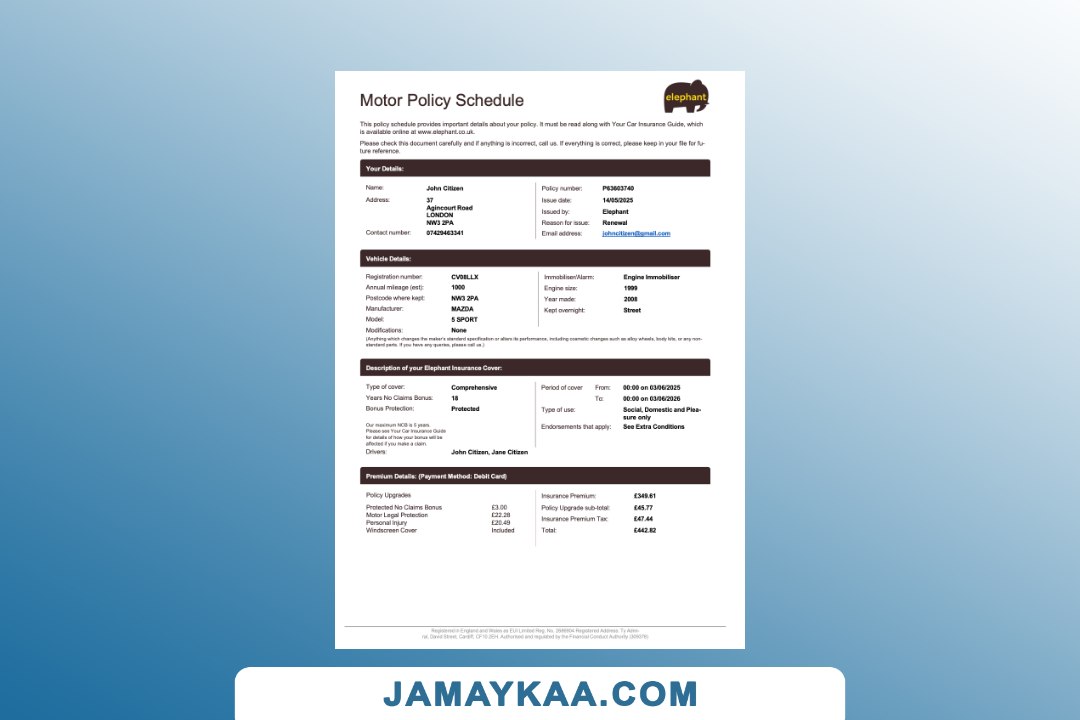 Motor Policy Schedule
elephant
This policy schedule provides important details about your policy. It must be read along with Your Car Insurance Guide, which
is available online at www.elephant.co.uk.
Please check this document carefully and if anything is incorrect, call us. If everything is correct, please keep in your file for fu-
ture reference.
Your Details:
Name: John Citizen
Address: 37
Agincourt Road
LONDON
NW3 2PA
Contact number: 07429463341
Policy number: P63603740
Issue date: 14/05/2025
Issued by: Elephant
Reason for issue: Renewal
Email address: johncitizen@gmail.com
Vehicle Details:
Registration number: CV08LLX
Annual mileage (est): 1000
Postcode where kept: NW3 2PA
Manufacturer: MAZDA
Model: 5 SPORT
Modifications: None
Immobiliser/Alarm: Engine Immobiliser
Engine size: 1999
Year made: 2008
Kept overnight: Street
(Anything which changes the maker's standard specification or alters its performance, including cosmetic changes such as alloy wheels, body kits, or any non-
standard parts. If you have any queries, please call us.)
Description of your Elephant Insurance Cover:
Type of cover: Comprehensive
Years No Claims Bonus: 18
Bonus Protection: Protected
Our maximum NCB is 5 years.
Please see Your Car Insurance Guide
for details of how your bonus will be
affected if you make a claim.
Drivers: John Citizen, Jane Citizen
Period of cover From: 00:00 on 03/06/2025
To: 00:00 on 03/06/2026
Type of use: Social, Domestic and Plea-
sure only
Endorsements that apply: See Extra Conditions
Premium Details: (Payment Method: Debit Card)
Policy Upgrades
Protected No Claims Bonus £3.00
Motor Legal Protection £22.28
Personal Injury £20.49
Windscreen Cover Included
Insurance Premium: £349.61
Policy Upgrade sub-total: £45.77
Insurance Premium Tax: £47.44
Total: £442.82
Registered in England and Wales as EUI Limited Reg. No. Registered Address: Ty Admi-
ral, David Street, Cardiff, CF10 2EH. Authorised and regulated by the Financial Conduct Authority
JAMAYKAA.COM